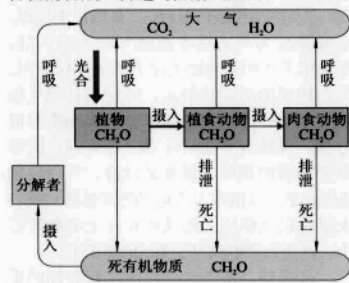 大 气
CO₂ H₂O
呼吸
光合
呼吸
呼吸
呼吸
植物
CH₂O
摄入
植食动物
CH₂O
摄入
肉食动物
CH₂O
分解者
排泄
死亡
排泄
死亡
摄入
死有机物质 CH₂O